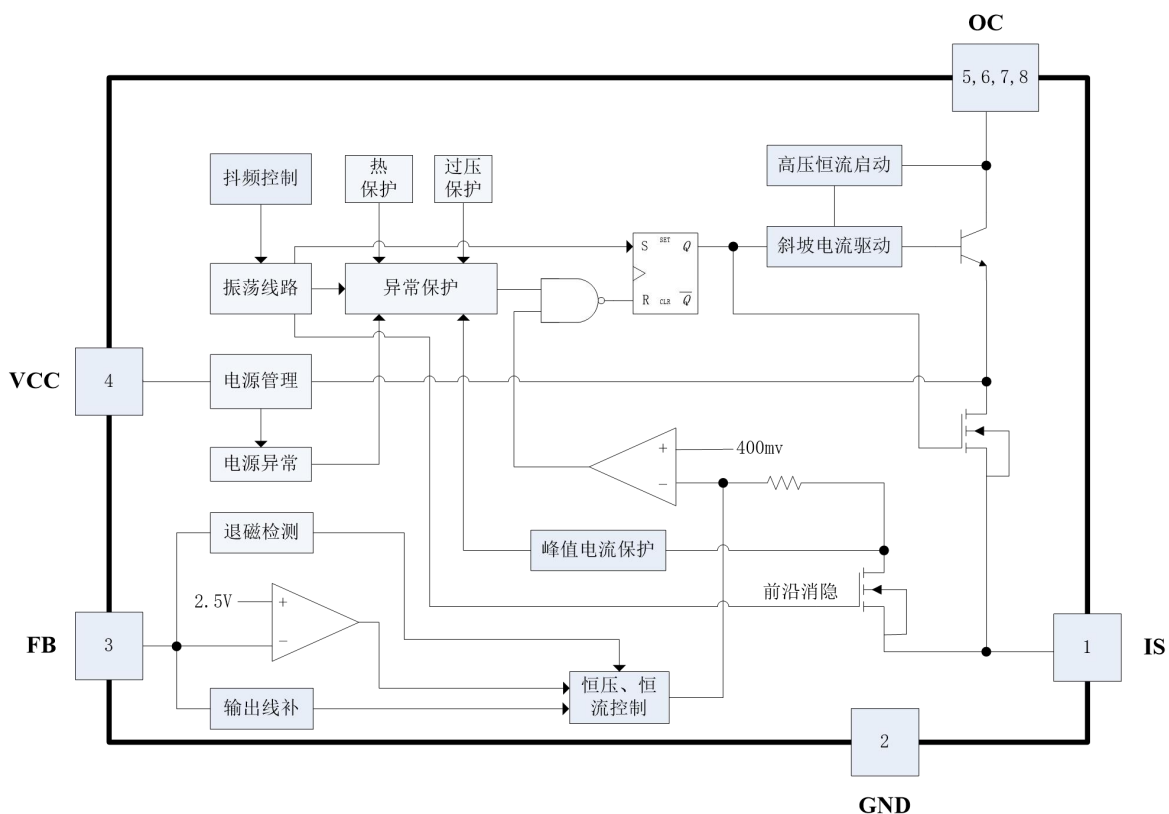 OC
5,6,7,8
高压恒流启动
抖频控制
热
保护
过压
保护
S SET Q
斜坡电流驱动
振荡线路
异常保护
R CLR Q
VCC
4
电源管理
电源异常
+
400mv
−
退磁检测
峰值电流保护
前沿消隐
2.5V
+
FB
3
−
1
IS
恒压、恒
流控制
输出线补
2
GND